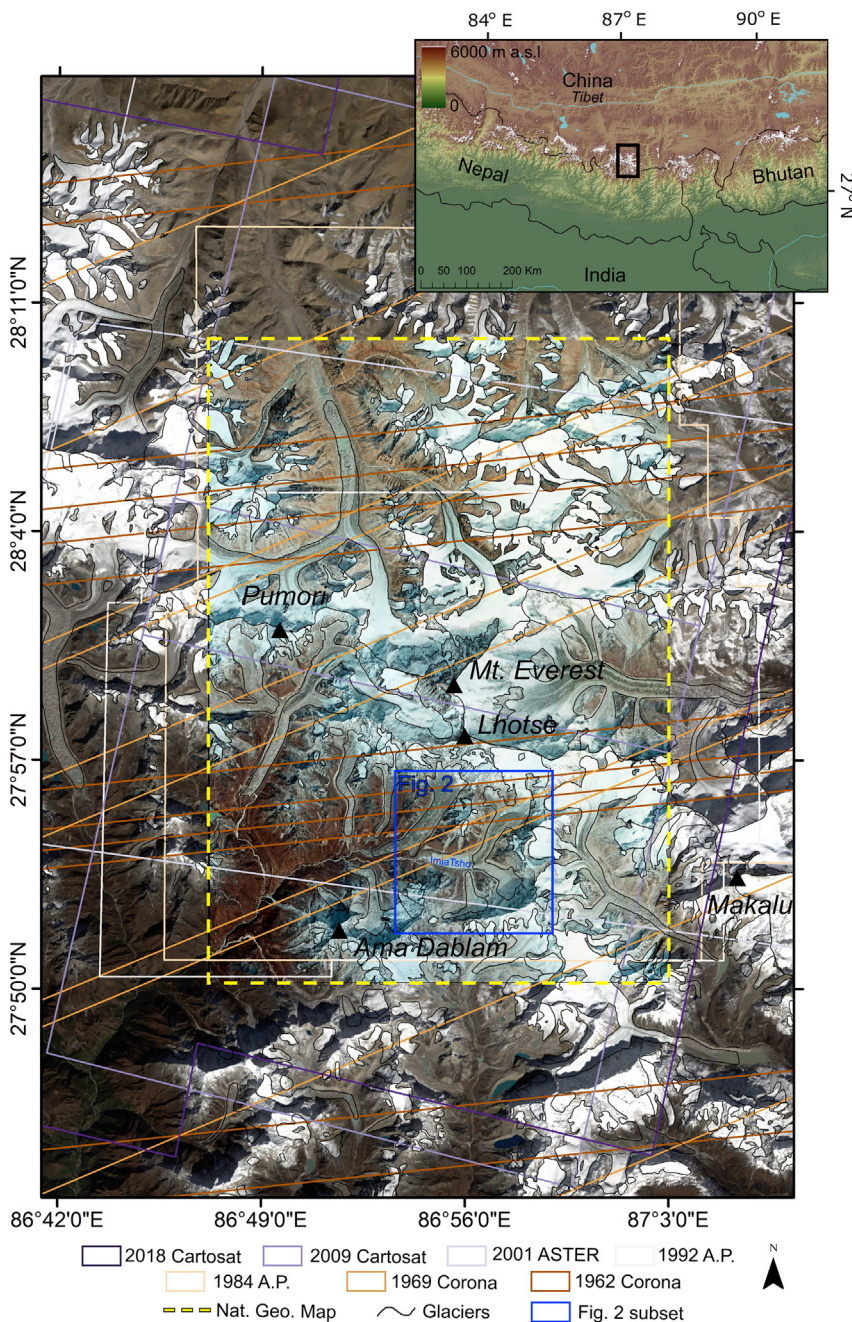 84° E 87° E 90° E
6000 m a.s.l
0
China
Tibet
Nepal
Bhutan
India
0 50 100 200 Km
27° N
28°11'0"N
28°4'0"N
27°57'0"N
27°50'0"N
Pumori
Mt. Everest
Lhotse
Fig. 2
mjaTsho
Makalu
Ama Dablam
86°42'0"E 86°49'0"E 86°56'0"E 87°3'0"E
2018 Cartosat 2009 Cartosat 2001 ASTER 1992 A.P.
1984 A.P. 1969 Corona 1962 Corona
Nat. Geo. Map Glaciers Fig. 2 subset
N